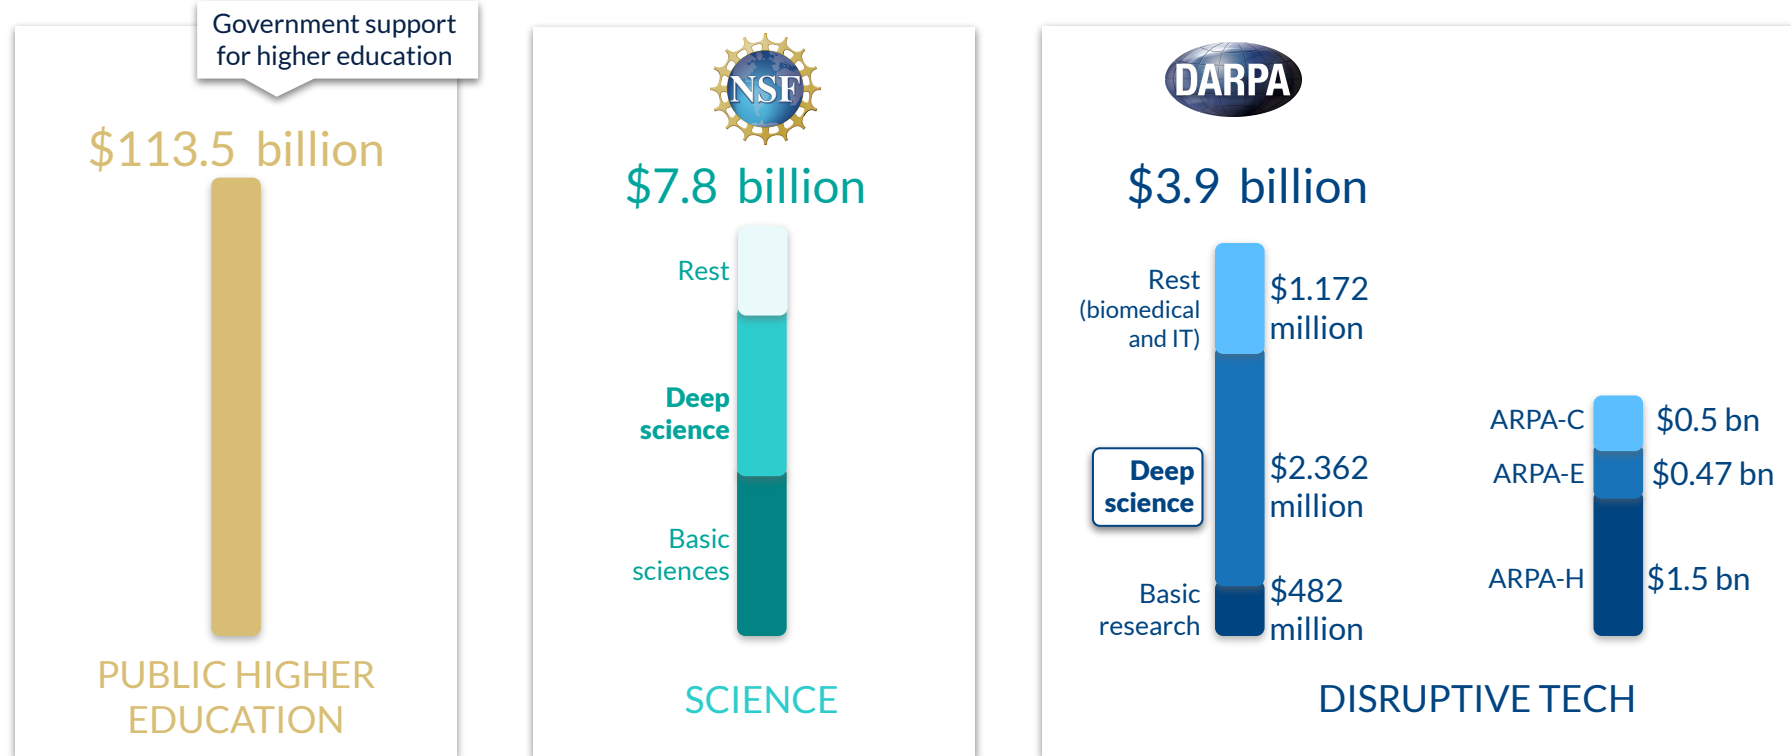 Government support
for higher education
$113.5 billion
PUBLIC HIGHER
EDUCATION
NSF
$7.8 billion
Rest
Deep
science
Basic
sciences
SCIENCE
DARPA
$3.9 billion
Rest
(biomedical
and IT)
$1.172
million
Deep
science
$2.362
million
Basic
research
$482
million
ARPA-C
$0.5 bn
ARPA-E
$0.47 bn
ARPA-H
$1.5 bn
DISRUPTIVE TECH